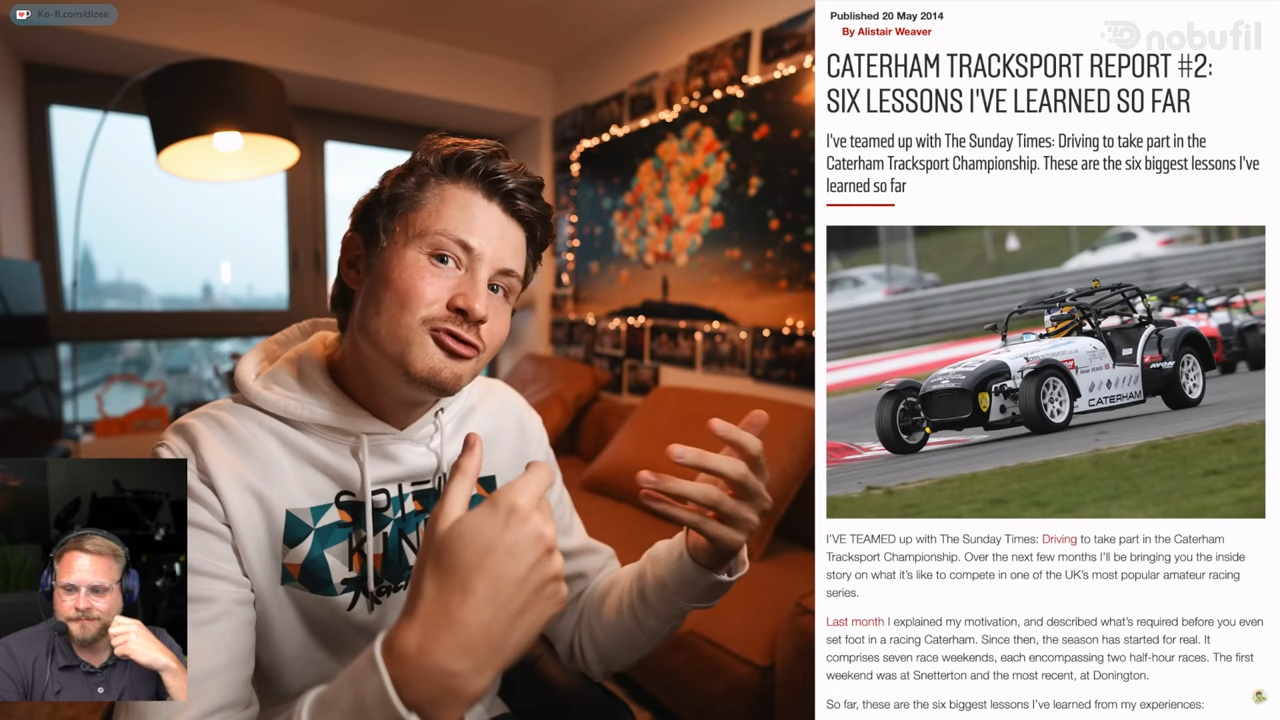 Ko-fi.com/dizee
Published 20 May 2014
By Alistair Weaver
nobufil
CATERHAM TRACKSPORT REPORT #2:
SIX LESSONS I'VE LEARNED SO FAR
I've teamed up with The Sunday Times: Driving to take part in the
Caterham Tracksport Championship. These are the six biggest lessons I've
learned so far
CATERHAM
AVON
I'VE TEAMED up with The Sunday Times: Driving to take part in the Caterham
Tracksport Championship. Over the next few months I'll be bringing you the inside
story on what it's like to compete in one of the UK's most popular amateur racing
series.
Last month I explained my motivation, and described what's required before you even
set foot in a racing Caterham. Since then, the season has started for real. It
comprises seven race weekends, each encompassing two half-hour races. The first
weekend was at Snetterton and the most recent, at Donington.
So far, these are the six biggest lessons I've learned from my experiences: